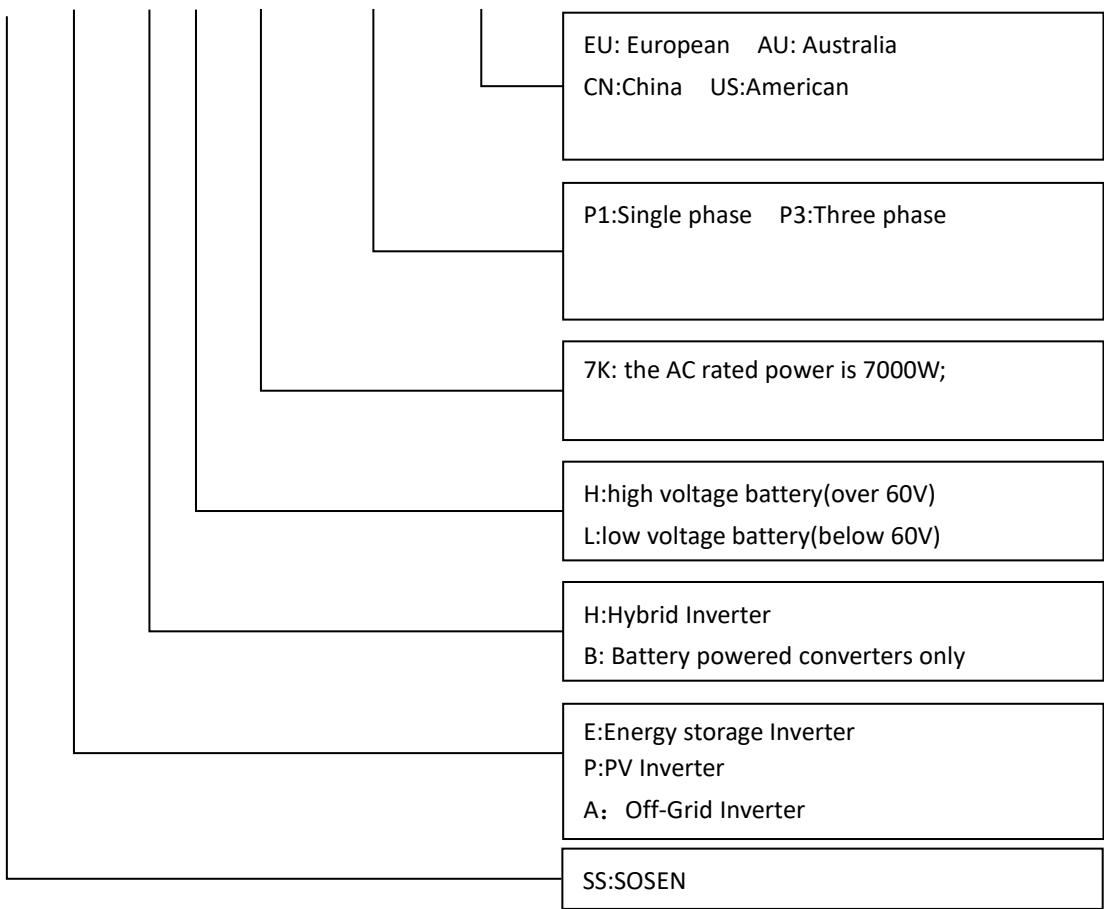 EU: European AU: Australia
CN:China US:American
P1:Single phase P3:Three phase
7K: the AC rated power is 7000W;
H:high voltage battery(over 60V)
L:low voltage battery(below 60V)
H:Hybrid Inverter
B: Battery powered converters only
E:Energy storage Inverter
P:PV Inverter
A：Off-Grid Inverter
SS:SOSEN